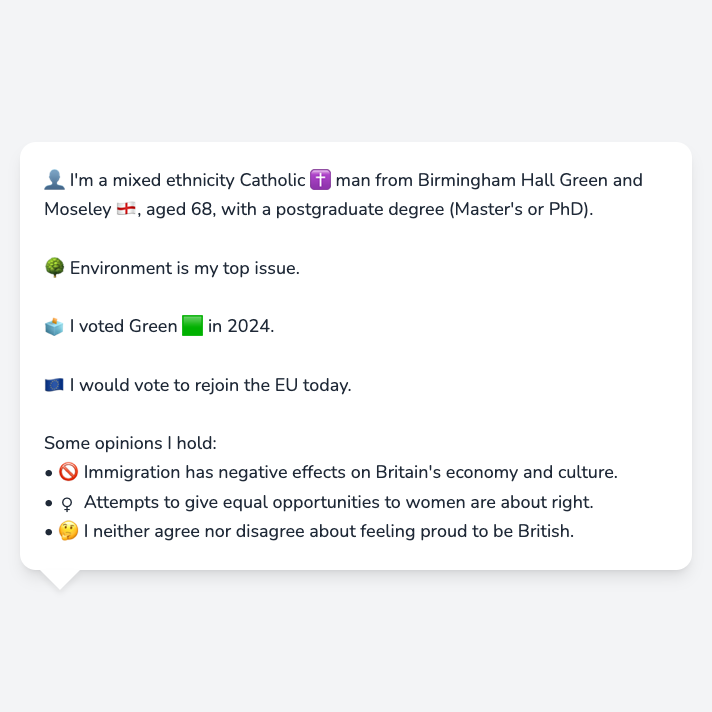 👤 I'm a mixed ethnicity Catholic ✝️ man from Birmingham Hall Green and
Moseley 🏴󠁧󠁢󠁥󠁮󠁧󠁿, aged 68, with a postgraduate degree (Master's or PhD).
🌳 Environment is my top issue.
🗳️ I voted Green 🟩 in 2024.
🇪🇺 I would vote to rejoin the EU today.
Some opinions I hold:
• 🚫 Immigration has negative effects on Britain's economy and culture.
• ♀ Attempts to give equal opportunities to women are about right.
• 🤔 I neither agree nor disagree about feeling proud to be British.